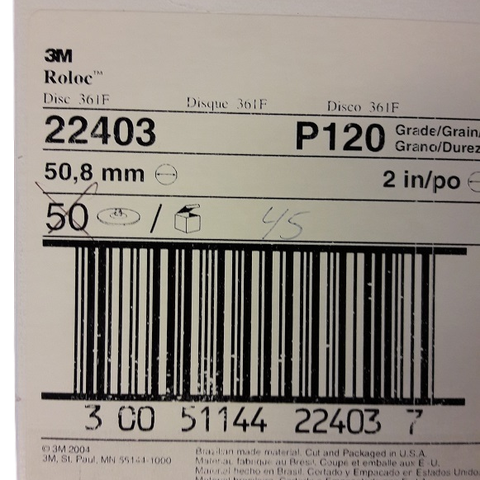 3M
Roloc™
Disc 361F Disque 361F Disco 361F
22403 P120 Grade/Grain/
Grano/Durez
50,8 mm 2 in/po
50 / 45
3 00 51144 22403 7
© 3M 2004
3M, St. Paul, MN 55144-1000
Brazilian made material. Cut and Packaged in U.S.A.
Matériel fabriqué au Brésil. Coupé et emballé aux É.-U.
Material hecho en Brasil. Cortado y Empacado en Estados Unido